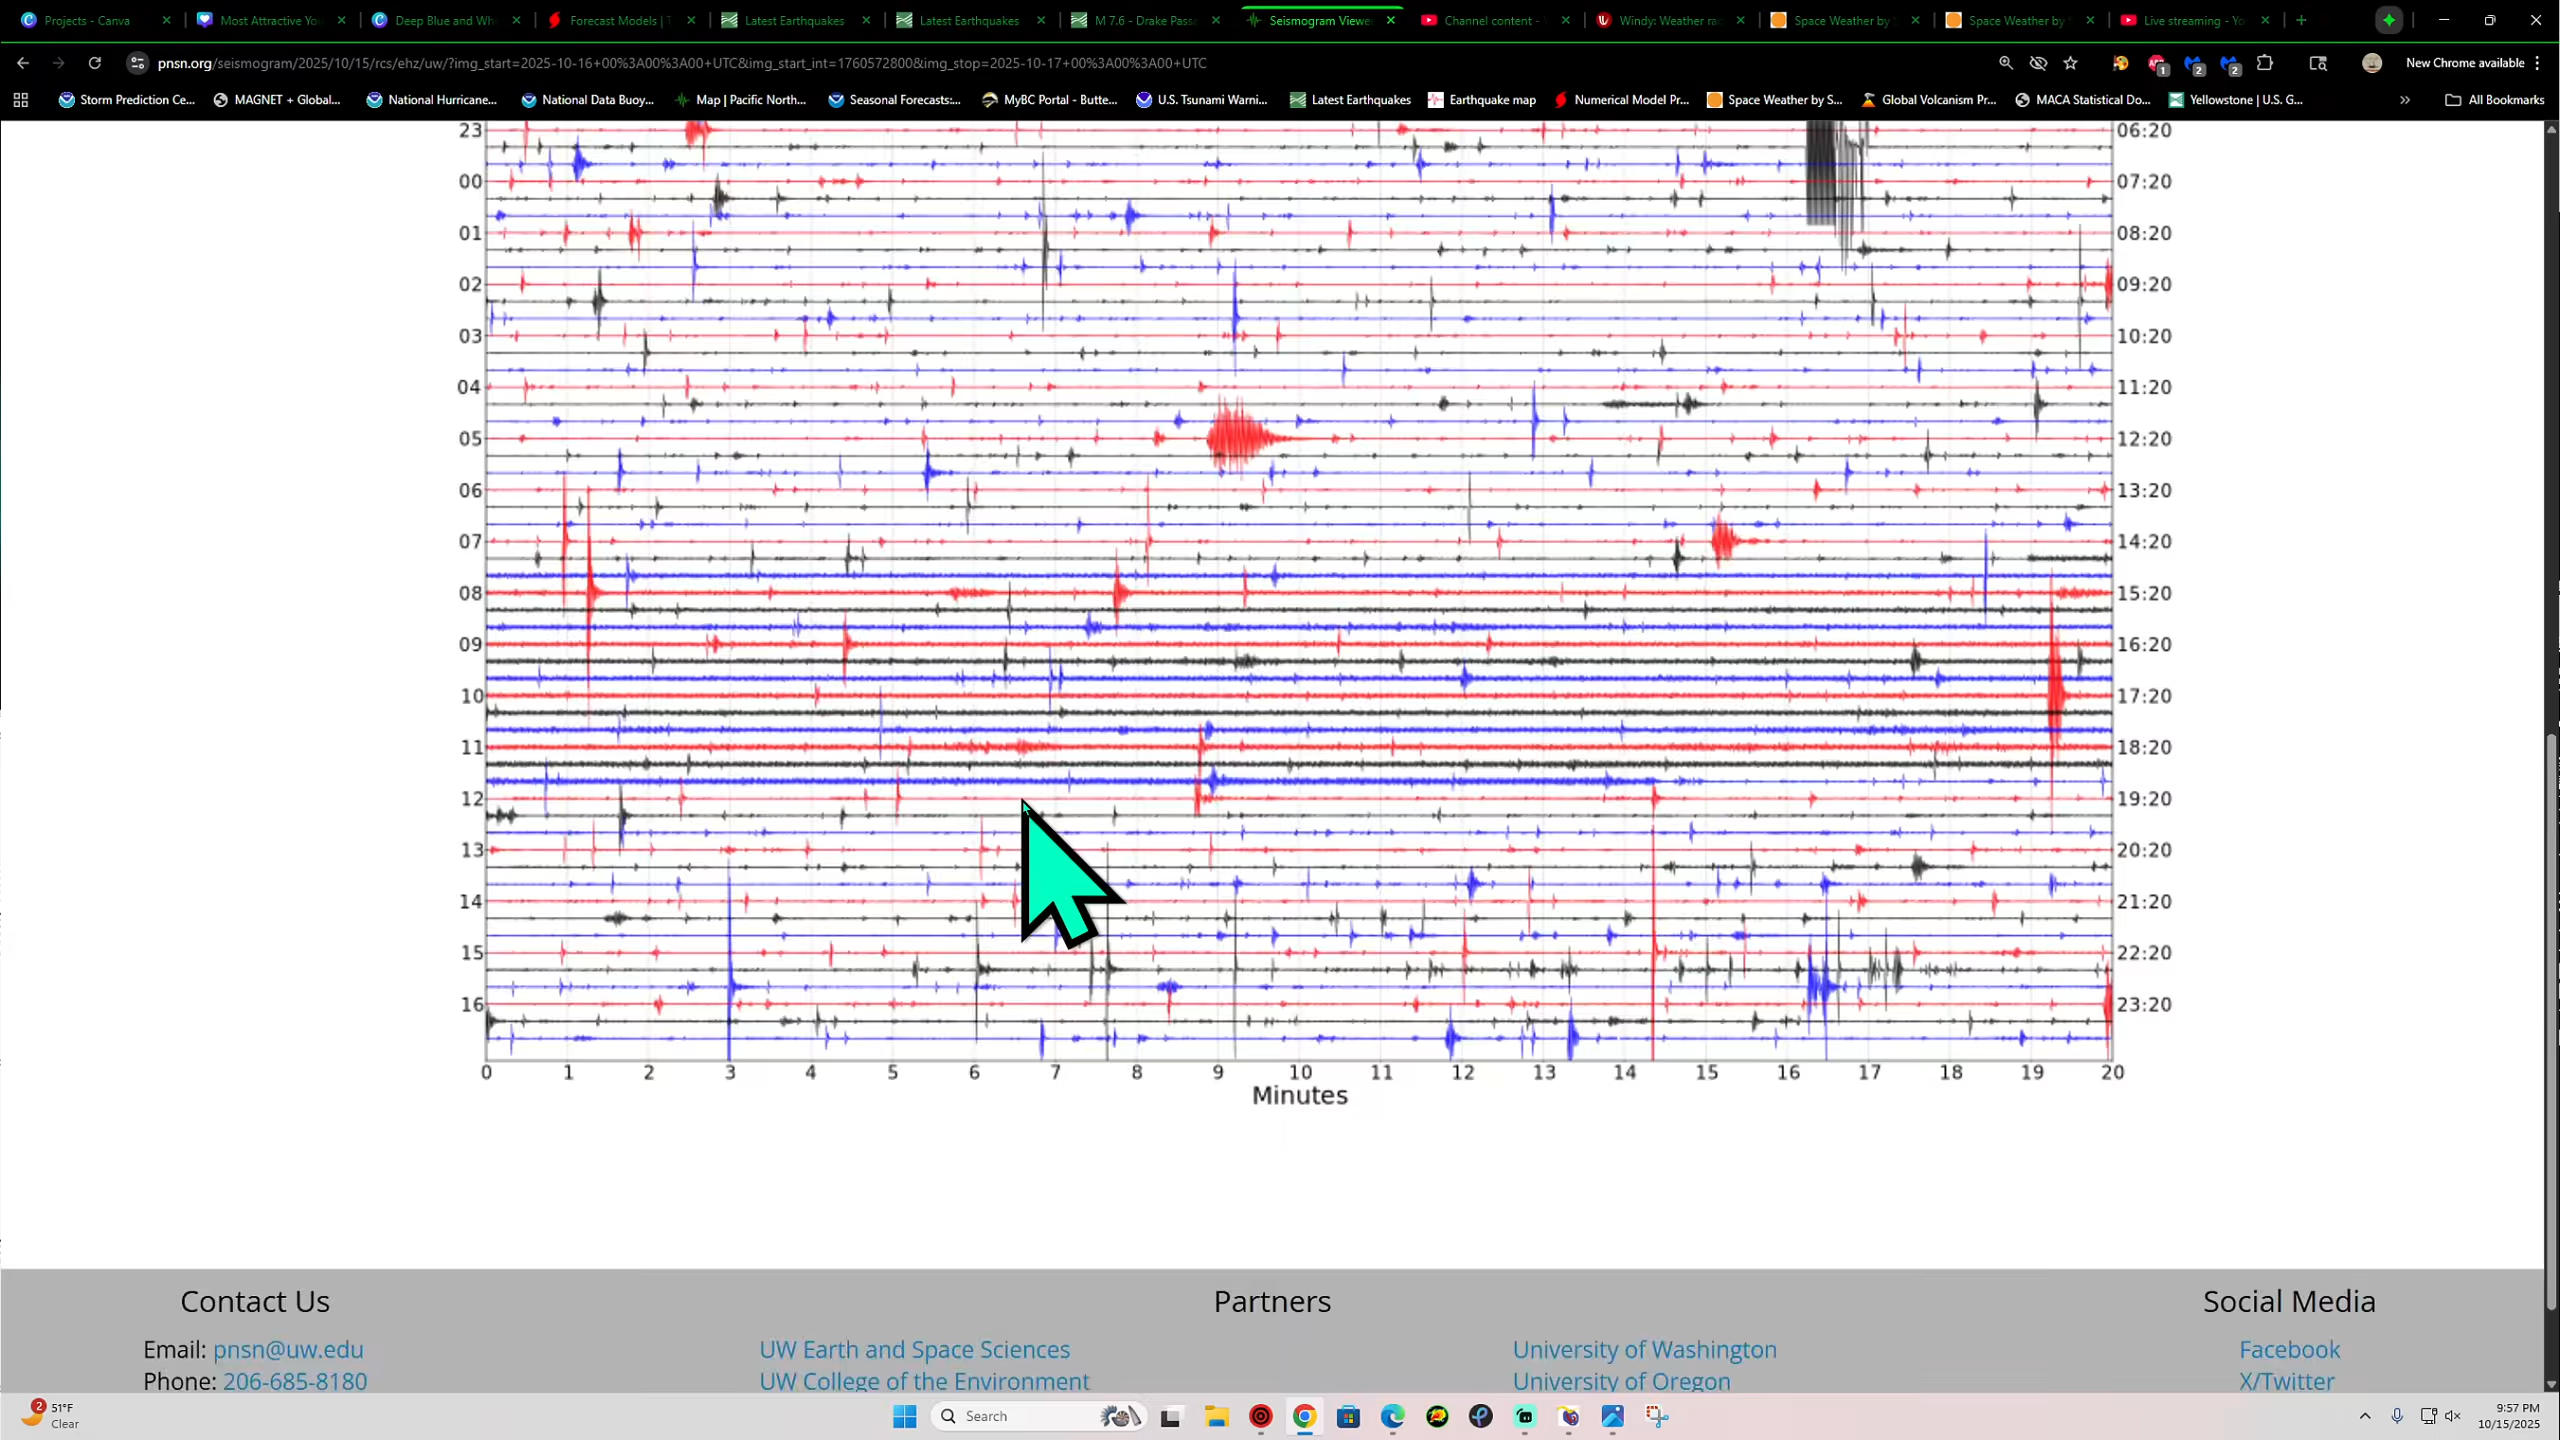 Projects - Canva
Most Attractive Yo
Deep Blue and Wh
Forecast Models | T
Latest Earthquakes
Latest Earthquakes
M 7.6 - Drake Pass
Seismogram Viewe
Channel content -
Windy: Weather ra
Space Weather by
Space Weather by
Live streaming - Yo
pnsn.org/seismogram/2025/10/15/rcs/ehz/uw/?img_start=2025-10-16+00%3A00%3A00+UTC&img_start_int=1760572800&img_stop=2025-10-17+00%3A00%3A00+UTC
1
2
2
New Chrome available
Storm Prediction Ce...
MAGNET + Global...
National Hurricane...
National Data Buoy...
Map | Pacific North...
Seasonal Forecasts:...
MyBC Portal - Butte...
U.S. Tsunami Warni...
Latest Earthquakes
Earthquake map
Numerical Model Pr...
Space Weather by S...
Global Volcanism Pr...
MACA Statistical Do...
Yellowstone | U.S. G...
All Bookmarks
23 06:20
00 07:20
01 08:20
02 09:20
03 10:20
04 11:20
05 12:20
06 13:20
07 14:20
08 15:20
09 16:20
10 17:20
11 18:20
12 19:20
13 20:20
14 21:20
15 22:20
16 23:20
0 1 2 3 4 5 6 7 8 9 10 11 12 13 14 15 16 17 18 19 20
Minutes
Contact Us
Email: pnsn@uw.edu
Phone: 206-685-8180
Partners
UW Earth and Space Sciences
UW College of the Environment
University of Washington
University of Oregon
Social Media
Facebook
X/Twitter
2
51°F
Clear
Search
9:57 PM
10/15/2025